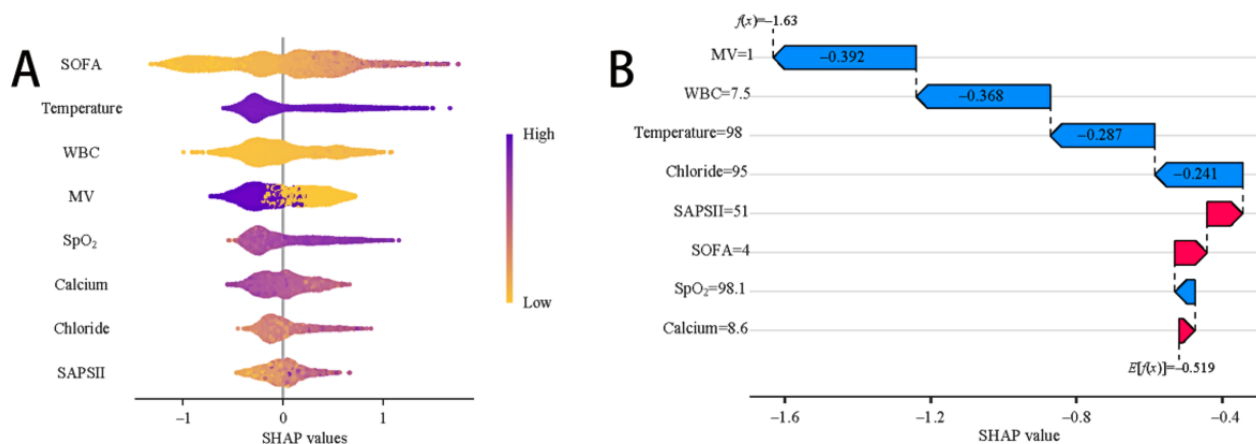 A
SOFA
Temperature
WBC
MV
SpO₂
Calcium
Chloride
SAPSII
High
Low
−1
0
1
SHAP values
B
f(x)=−1.63
MV=1
−0.392
WBC=7.5
−0.368
Temperature=98
−0.287
Chloride=95
−0.241
SAPSII=51
SOFA=4
SpO₂=98.1
Calcium=8.6
E[f(x)]=−0.519
−1.6
−1.2
−0.8
−0.4
SHAP value